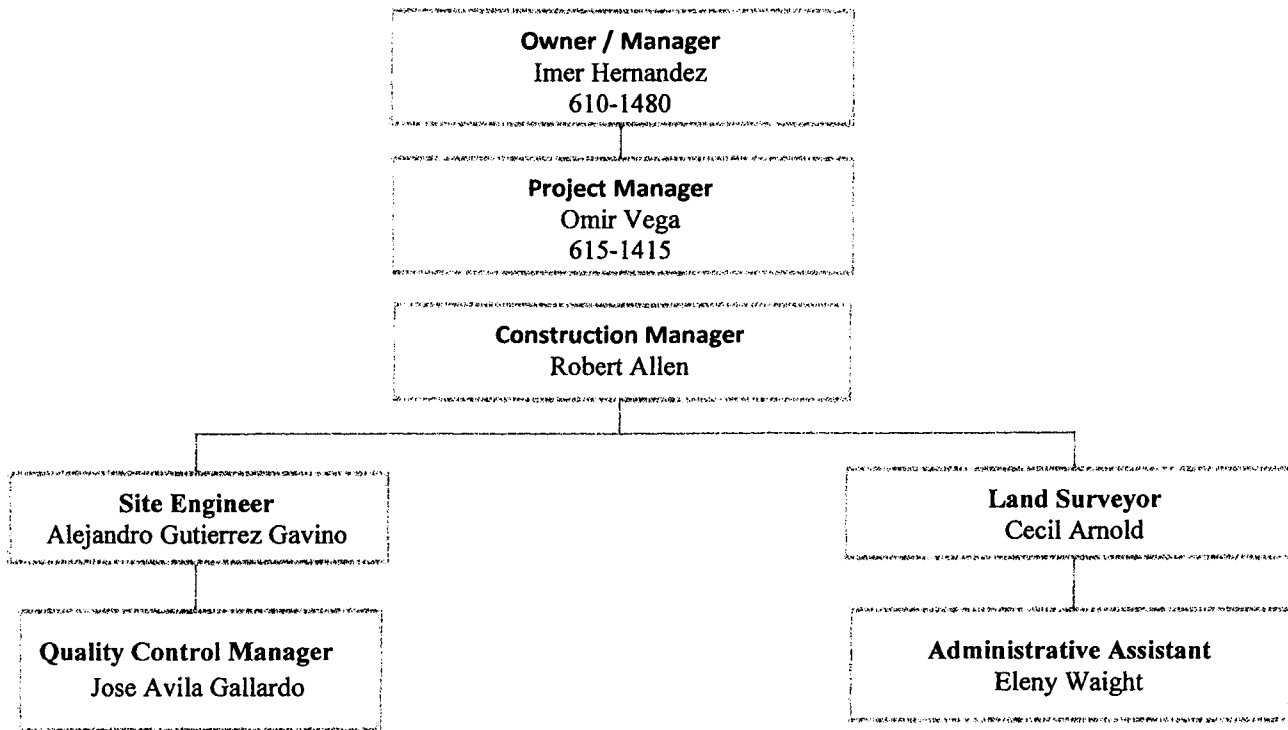 Owner / Manager
Imer Hernandez
610-1480
Project Manager
Omir Vega
615-1415
Construction Manager
Robert Allen
Site Engineer
Alejandro Gutierrez Gavino
Land Surveyor
Cecil Arnold
Quality Control Manager
Jose Avila Gallardo
Administrative Assistant
Eleny Waight